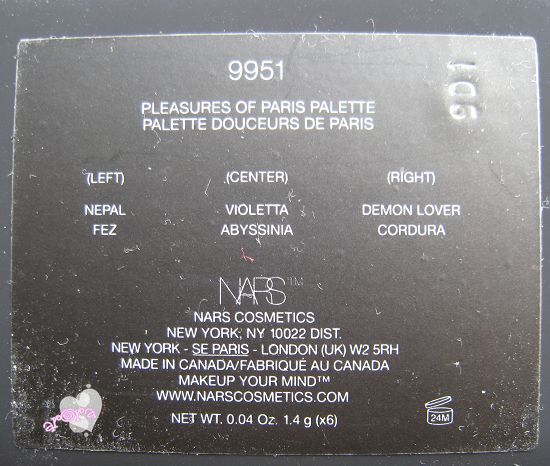 9951
9D1
PLEASURES OF PARIS PALETTE
PALETTE DOUCEURS DE PARIS
(LEFT) (CENTER) (RIGHT)
NEPAL VIOLETTA DEMON LOVER
FEZ ABYSSINIA CORDURA
NARS™
NARS COSMETICS
NEW YORK, NY 10022 DIST.
NEW YORK - SE PARIS - LONDON (UK) W2 5RH
MADE IN CANADA/FABRIQUÉ AU CANADA
MAKEUP YOUR MIND™
WWW.NARSCOSMETICS.COM
NET WT. 0.04 Oz. 1.4 g (x6)
24M